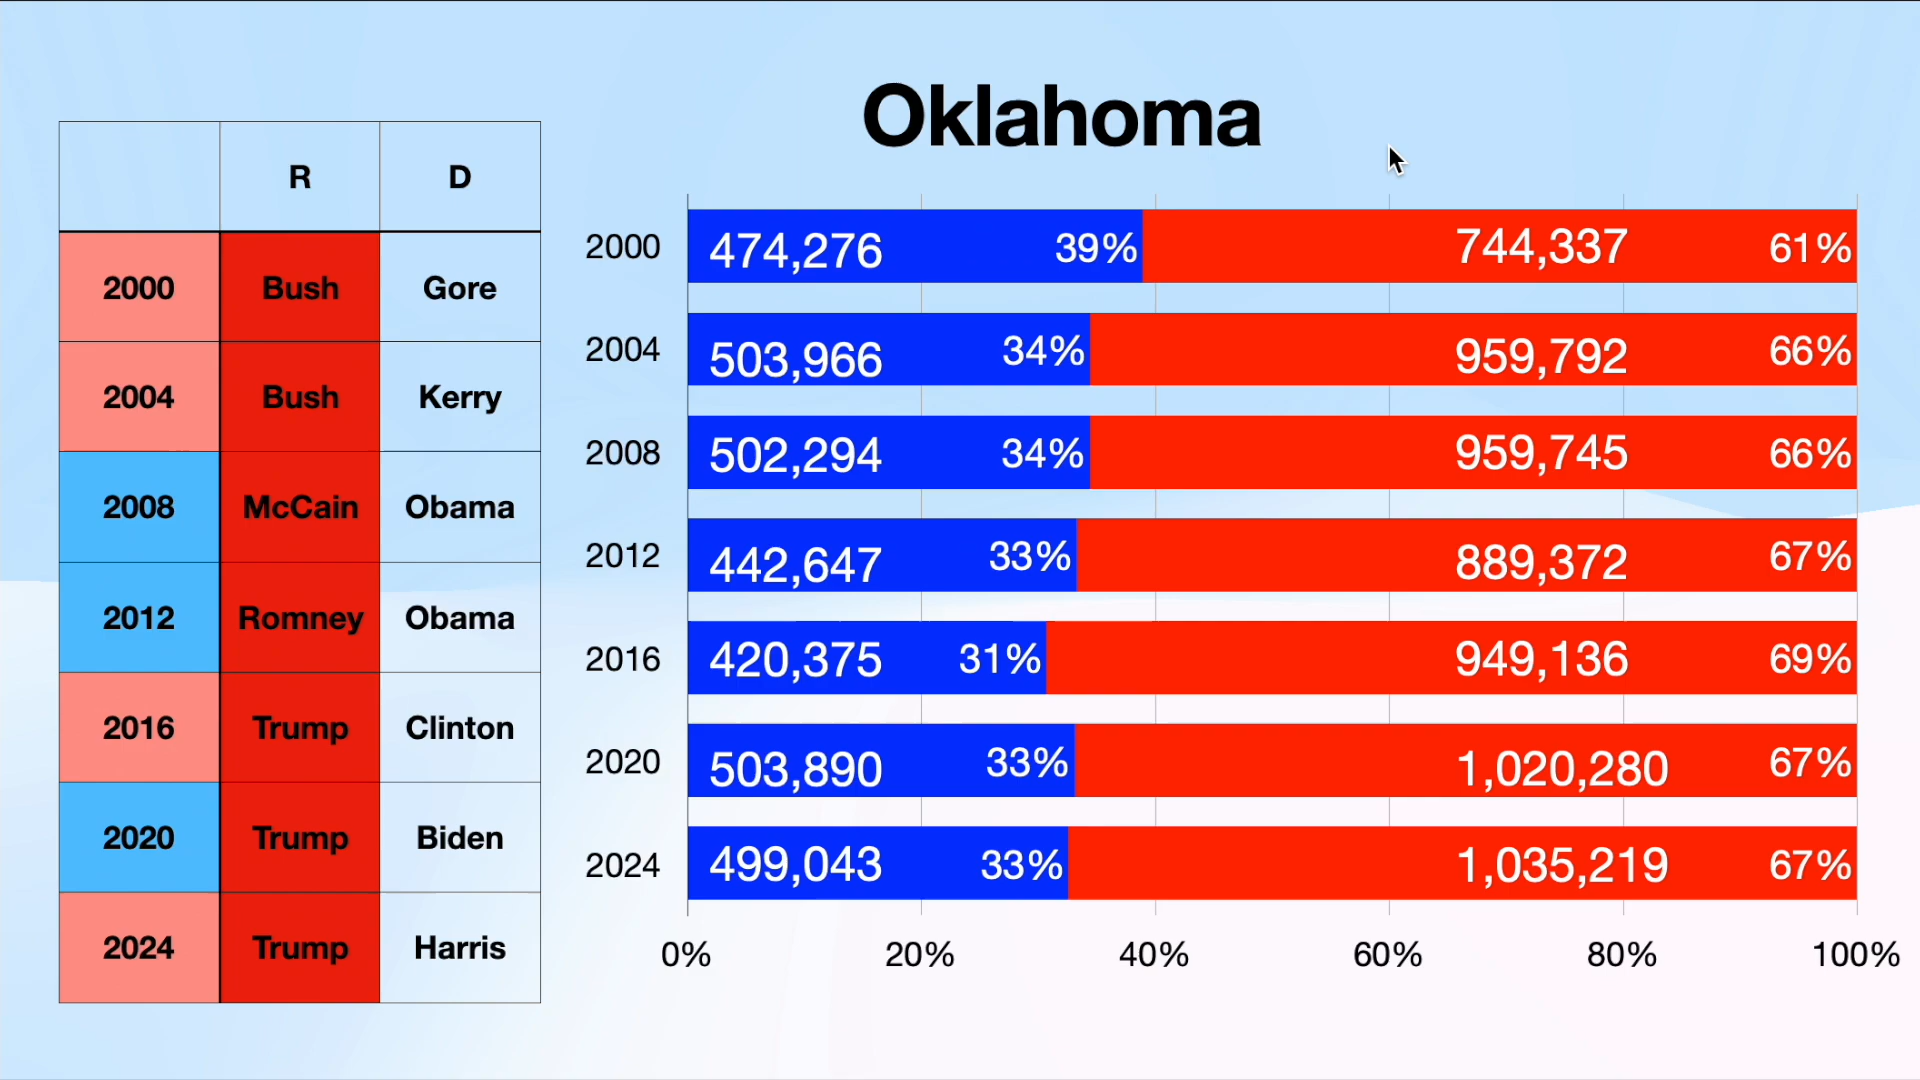 Oklahoma
R D
2000 Bush Gore
2004 Bush Kerry
2008 McCain Obama
2012 Romney Obama
2016 Trump Clinton
2020 Trump Biden
2024 Trump Harris
2000 474,276 39% 744,337 61%
2004 503,966 34% 959,792 66%
2008 502,294 34% 959,745 66%
2012 442,647 33% 889,372 67%
2016 420,375 31% 949,136 69%
2020 503,890 33% 1,020,280 67%
2024 499,043 33% 1,035,219 67%
0% 20% 40% 60% 80% 100%